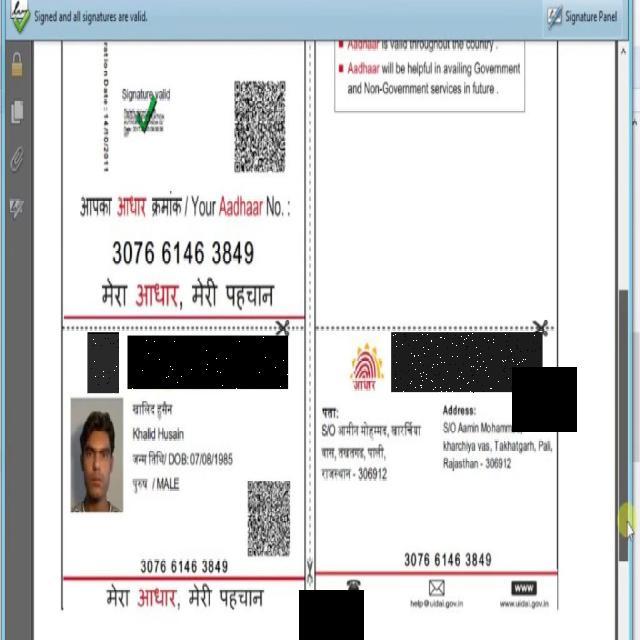 Signed and all signatures are valid.
Signature Panel
ration Date : 14/10/2011
Signature valid
Aadhaar is valid throughout the country .
Aadhaar will be helpful in availing Government
and Non-Government services in future .
आपका आधार क्रमांक / Your Aadhaar No. :
3076 6146 3849
मेरा आधार, मेरी पहचान
आधार
खालिद हुसैन
Khalid Husain
जन्म तिथि/ DOB: 07/08/1985
पुरुष / MALE
3076 6146 3849
मेरा आधार, मेरी पहचान
पता:
S/O आमीन मोहम्मद, खारचिया
वास, तखतगढ, पाली,
राजस्थान - 306912
Address:
S/O Aamin Mohamm
kharchiya vas, Takhatgarh, Pali,
Rajasthan - 306912
3076 6146 3849
help@uidai.gov.in
www
www.uidai.gov.in